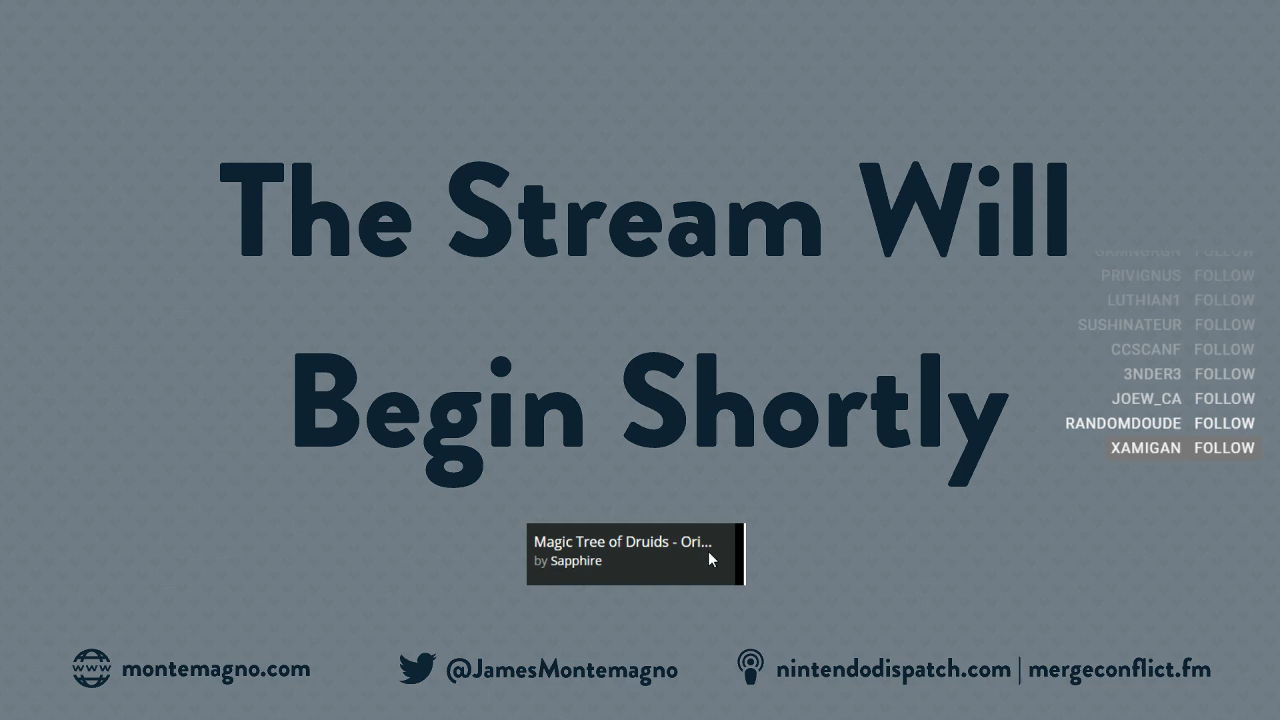 The Stream Will
Begin Shortly
PRIVIGNUS FOLLOW
LUTHIAN1 FOLLOW
SUSHINATEUR FOLLOW
CCSCANF FOLLOW
3NDER3 FOLLOW
JOEW_CA FOLLOW
RANDOMDOUDE FOLLOW
XAMIGAN FOLLOW
Magic Tree of Druids - Ori...
by Sapphire
www montemagno.com @JamesMontemagno nintendodispatch.com | mergeconflict.fm